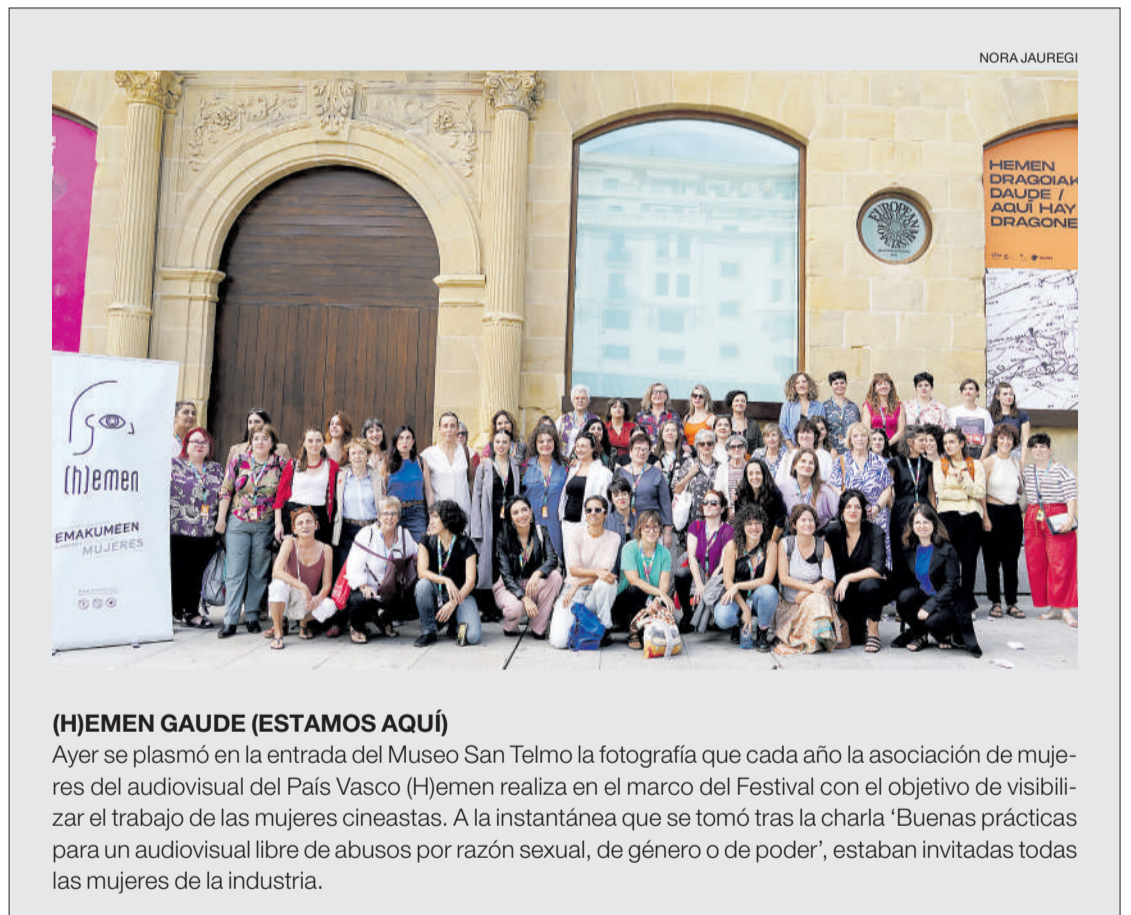 NORA JAUREGI
HEMEN
DRAGOIAK
DAUDE /
AQUÍ HAY
DRAGONE
EUROPEAN
MUSEUM
(h)emen
EMAKUMEEN
MUJERES
(H)EMEN GAUDE (ESTAMOS AQUÍ)
Ayer se plasmó en la entrada del Museo San Telmo la fotografía que cada año la asociación de muje-
res del audiovisual del País Vasco (H)emen realiza en el marco del Festival con el objetivo de visibili-
zar el trabajo de las mujeres cineastas. A la instantánea que se tomó tras la charla ‘Buenas prácticas
para un audiovisual libre de abusos por razón sexual, de género o de poder’, estaban invitadas todas
las mujeres de la industria.